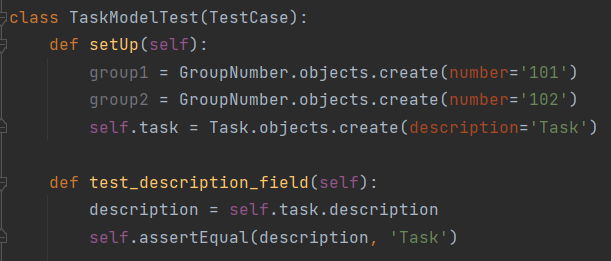 class TaskModelTest(TestCase):
    def setUp(self):
        group1 = GroupNumber.objects.create(number='101')
        group2 = GroupNumber.objects.create(number='102')
        self.task = Task.objects.create(description='Task')

    def test_description_field(self):
        description = self.task.description
        self.assertEqual(description, 'Task')